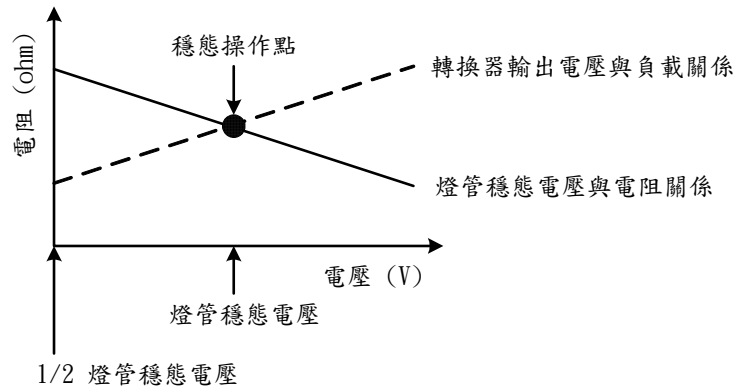 穩態操作點
轉換器輸出電壓與負載關係
電阻 (ohm)
燈管穩態電壓與電阻關係
電壓 (V)
燈管穩態電壓
1/2 燈管穩態電壓